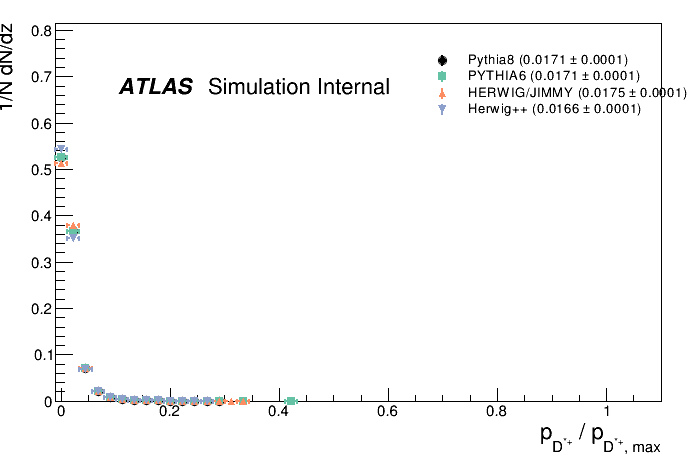 1/N dN/dz
0.8
0.7
0.6
0.5
0.4
0.3
0.2
0.1
0
ATLAS Simulation Internal
Pythia8 (0.0171 ± 0.0001)
PYTHIA6 (0.0171 ± 0.0001)
HERWIG/JIMMY (0.0175 ± 0.0001)
Herwig++ (0.0166 ± 0.0001)
0 0.2 0.4 0.6 0.8 1
p_D*+ / p_D*+, max